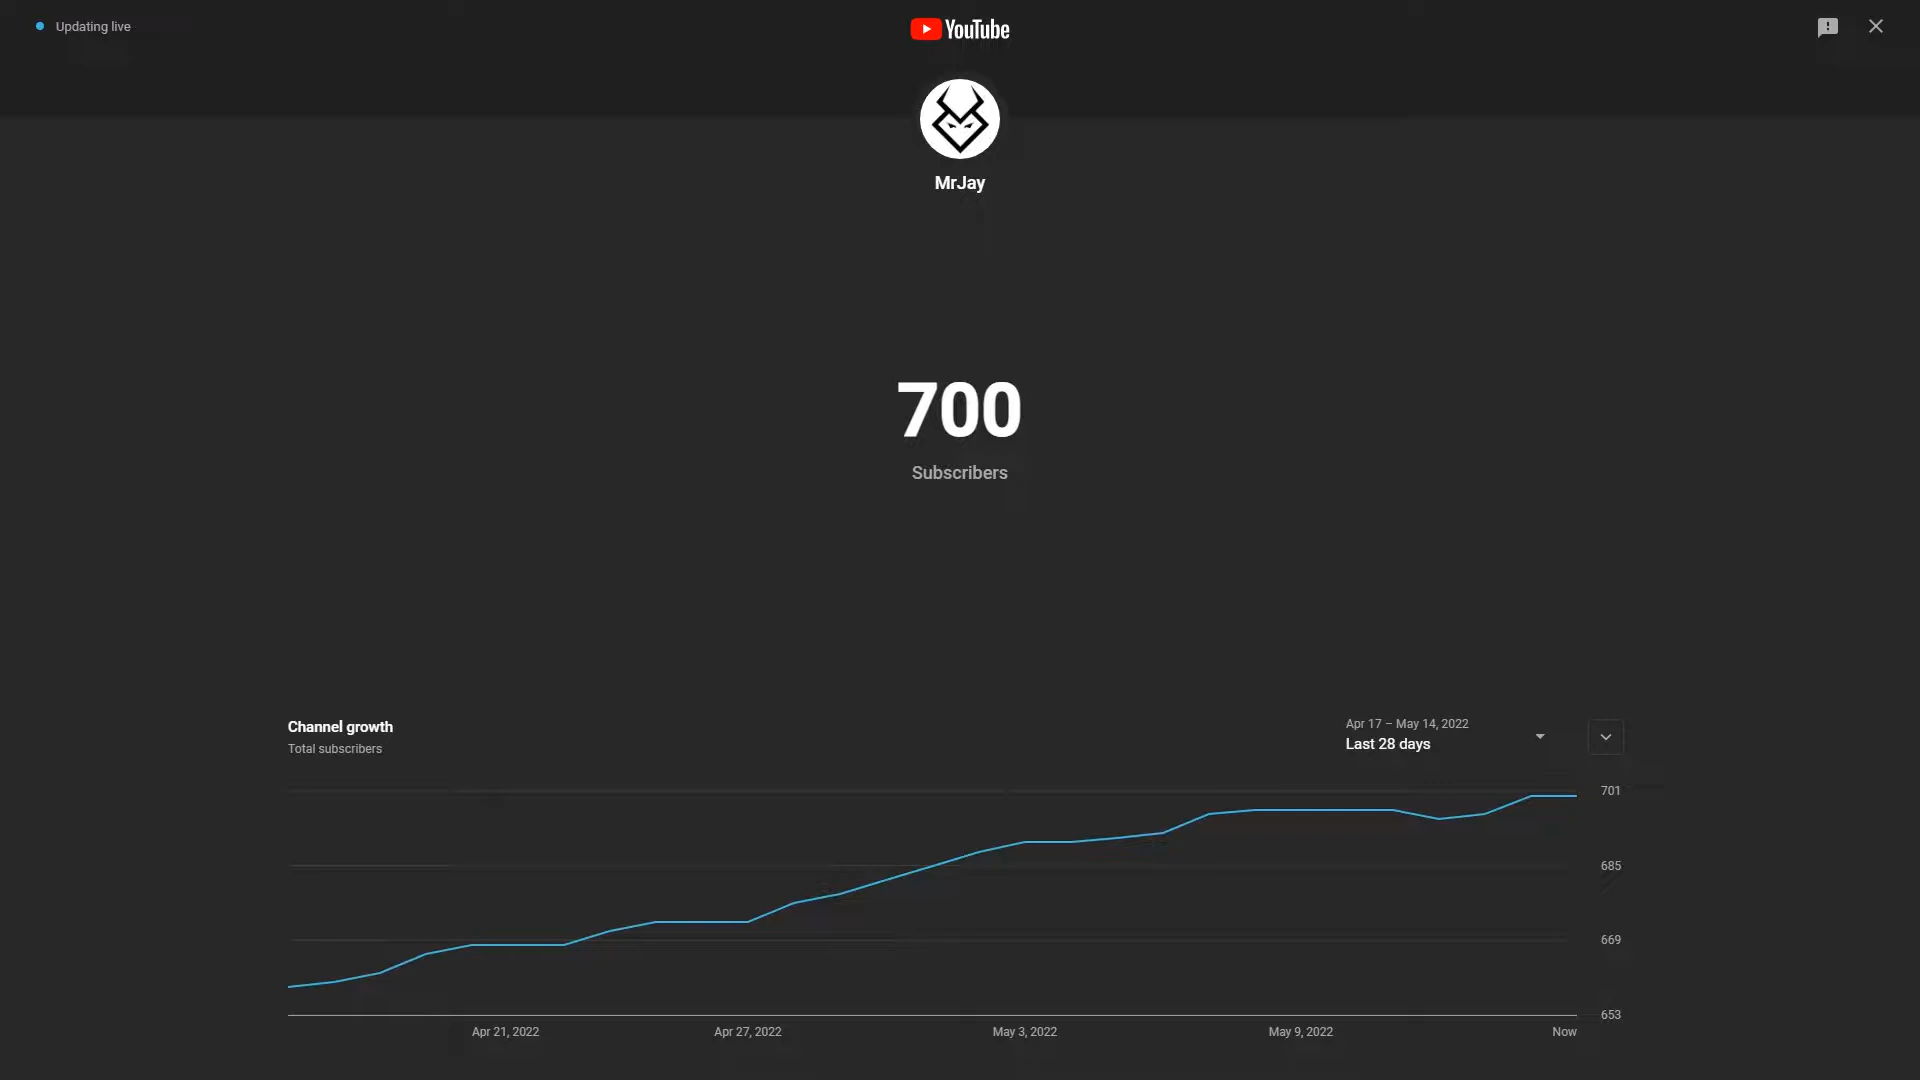 Updating live
YouTube
MrJay
700
Subscribers
Channel growth
Total subscribers
Apr 17 – May 14, 2022
Last 28 days
701
685
669
653
Apr 21, 2022
Apr 27, 2022
May 3, 2022
May 9, 2022
Now